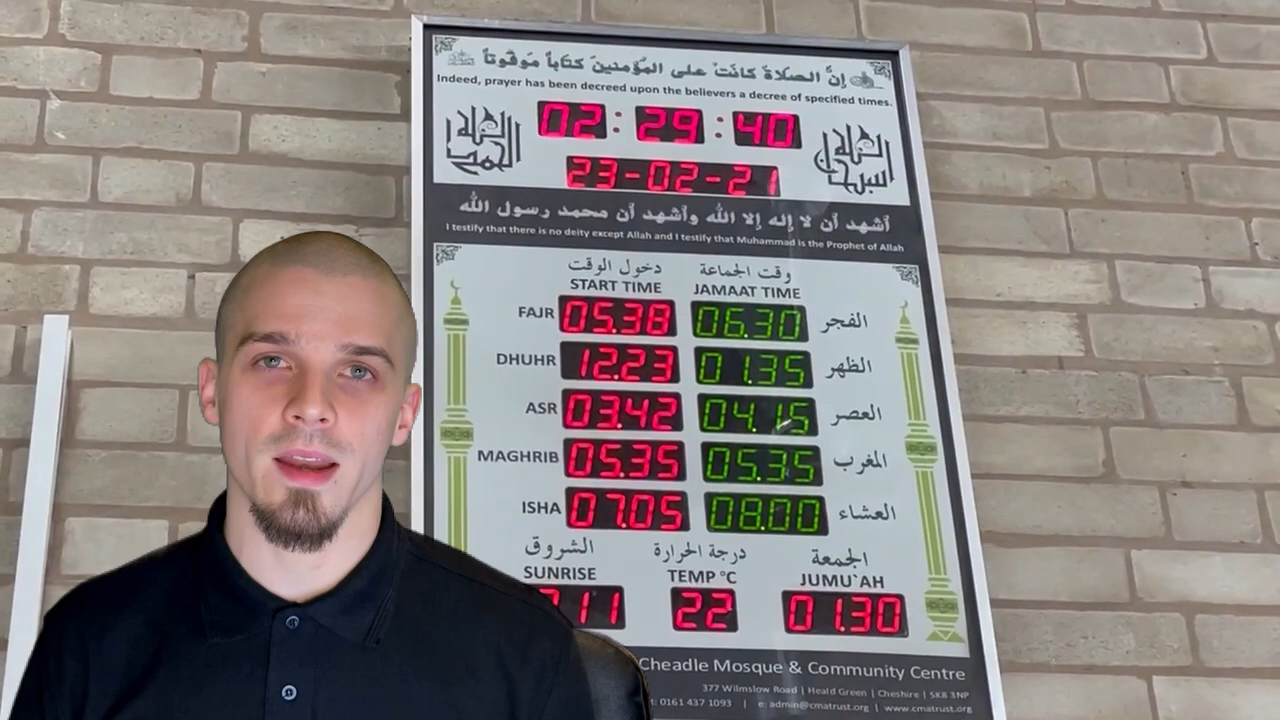 إِنَّ الصَّلَاةَ كَانَتْ عَلَى الْمُؤْمِنِينَ كِتَابًا مَوْقُوتًا
Indeed, prayer has been decreed upon the believers a decree of specified times.
02:29:40
23-02-21
أشهد أن لا إله إلا الله وأشهد أن محمد رسول الله
I testify that there is no deity except Allah and I testify that Muhammad is the Prophet of Allah
دخول الوقت وقت الجماعة
START TIME JAMAAT TIME
FAJR 05.38 06.30 الفجر
DHUHR 12.23 01.35 الظهر
ASR 03.42 04.15 العصر
MAGHRIB 05.35 05.35 المغرب
ISHA 07.05 08.00 العشاء
الشروق درجة الحرارة الجمعة
SUNRISE TEMP °C JUMU`AH
11 22 01.30
Cheadle Mosque & Community Centre
377 Wilmslow Road | Heald Green | Cheshire | SK8 3NP
t: 0161 437 1093 | e: admin@cmatrust.org | www.cmatrust.org